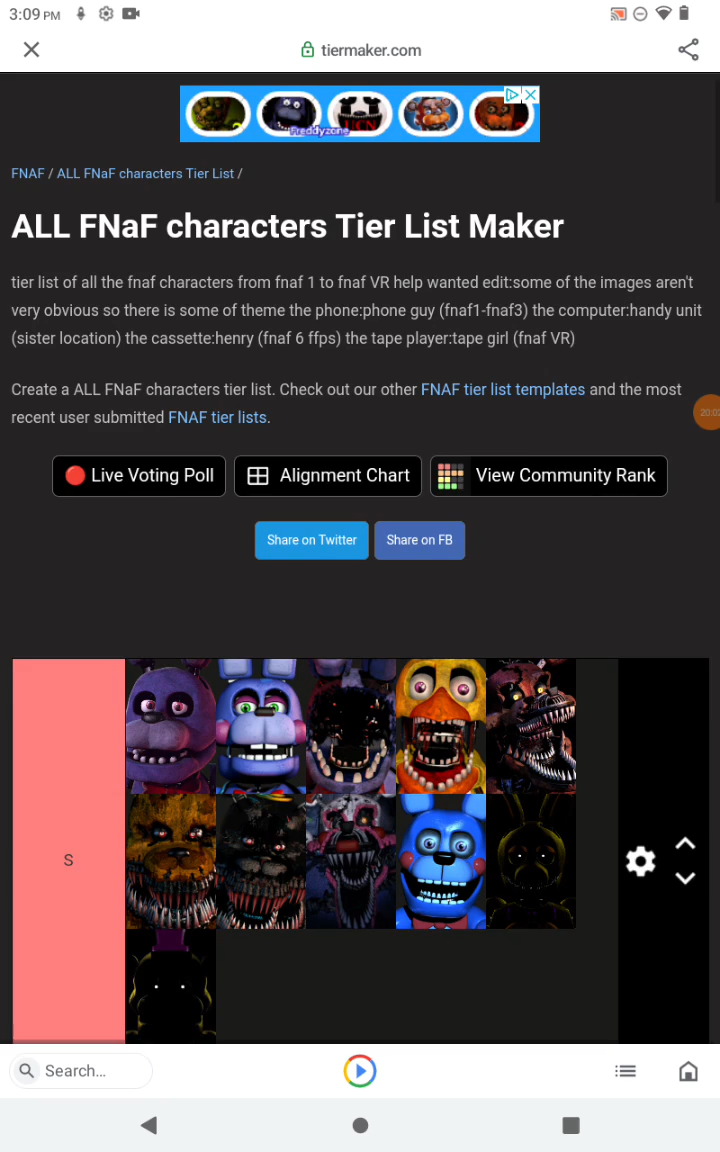 3:09 PM
tiermaker.com
UCN
Freddyzone
FNAF / ALL FNaF characters Tier List /
ALL FNaF characters Tier List Maker
tier list of all the fnaf characters from fnaf 1 to fnaf VR help wanted edit:some of the images aren't
very obvious so there is some of theme the phone:phone guy (fnaf1-fnaf3) the computer:handy unit
(sister location) the cassette:henry (fnaf 6 ffps) the tape player:tape girl (fnaf VR)
Create a ALL FNaF characters tier list. Check out our other FNAF tier list templates and the most
recent user submitted FNAF tier lists.
Live Voting Poll Alignment Chart View Community Rank
Share on Twitter Share on FB
S
Search...